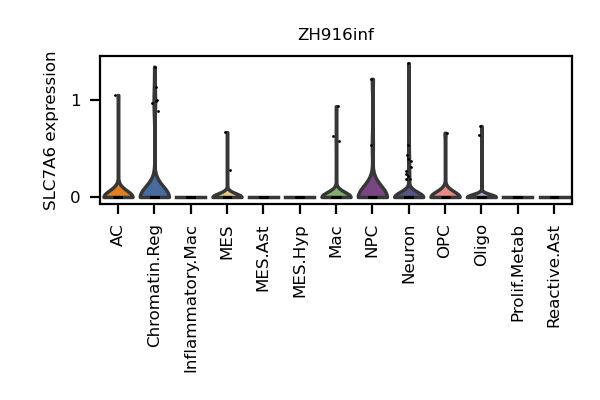 ZH916inf
SLC7A6 expression
1
0
AC
Chromatin.Reg
Inflammatory.Mac
MES
MES.Ast
MES.Hyp
Mac
NPC
Neuron
OPC
Oligo
Prolif.Metab
Reactive.Ast